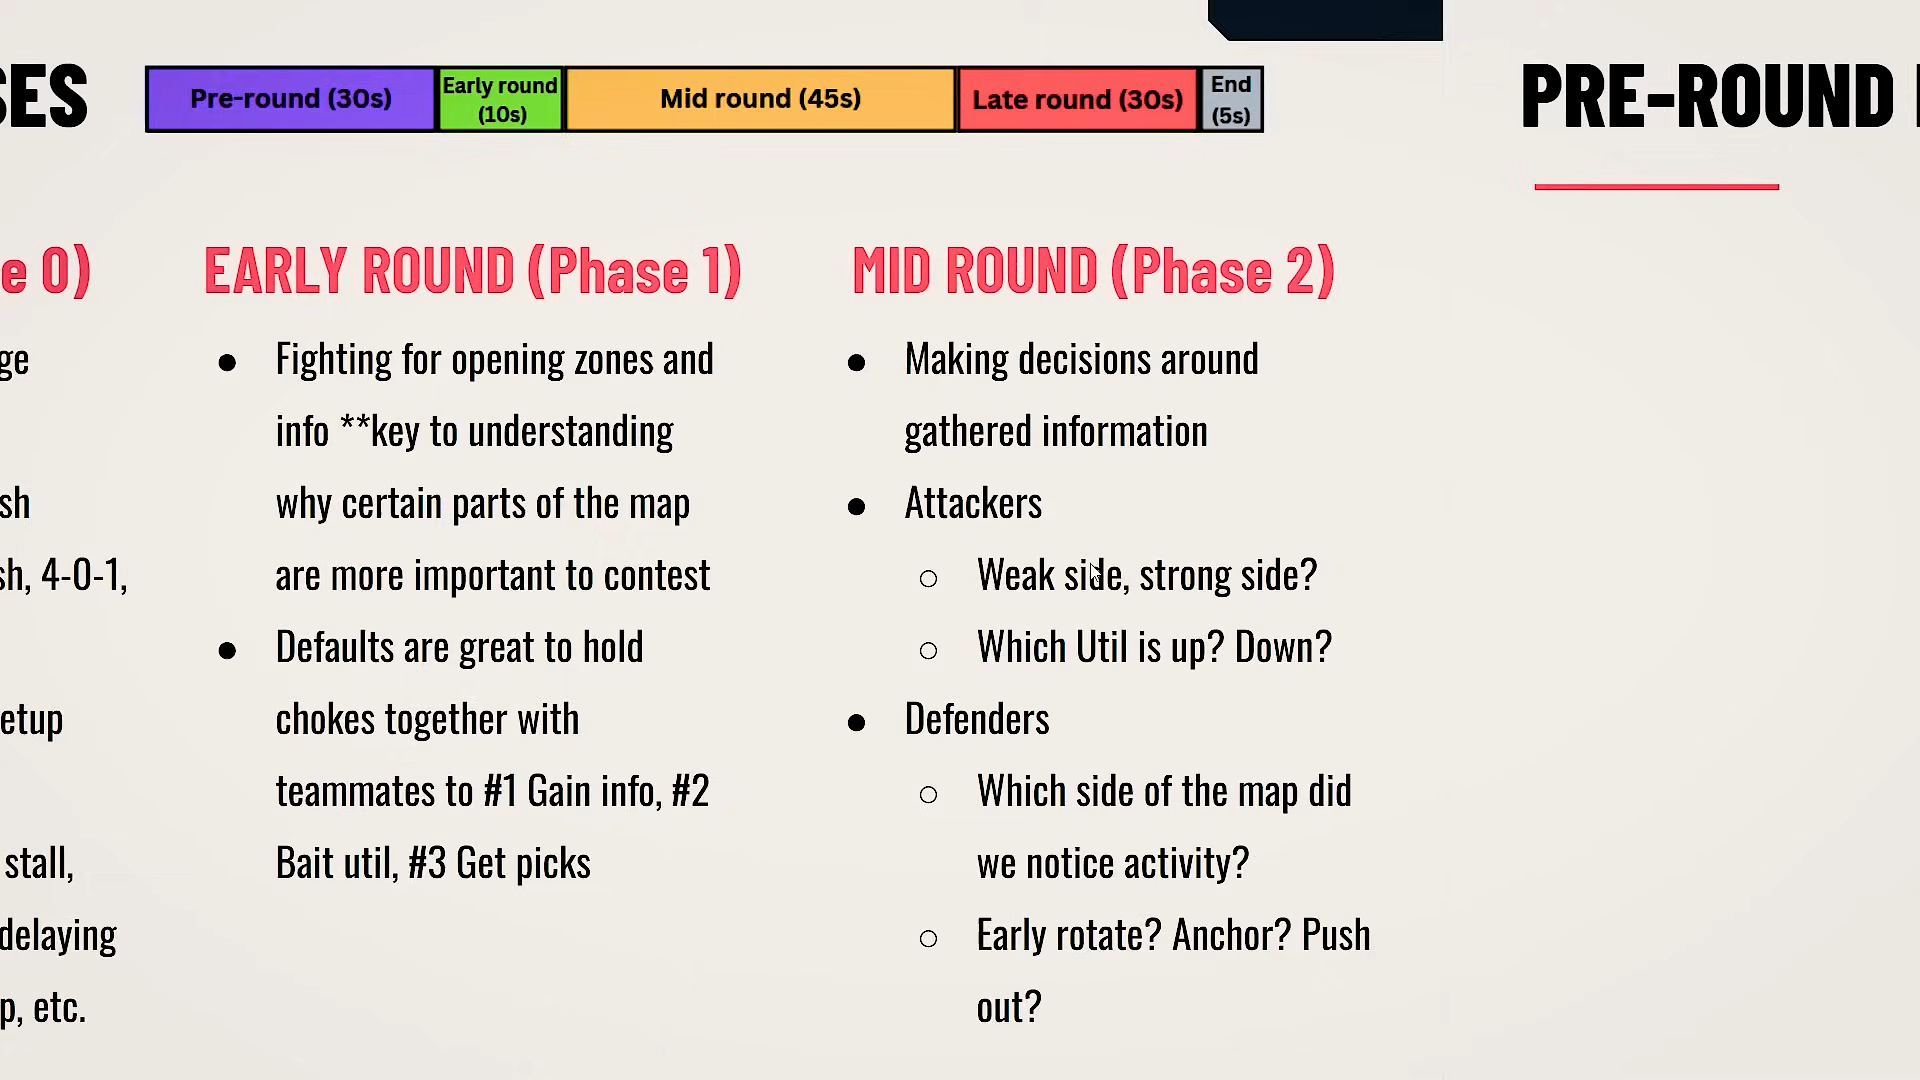 SES
Pre-round (30s)
Early round
(10s)
Mid round (45s)
Late round (30s)
End
(5s)
PRE-ROUND
e 0)
ge
sh
sh, 4-0-1,
etup
stall,
delaying
p, etc.
EARLY ROUND (Phase 1)
● Fighting for opening zones and
info **key to understanding
why certain parts of the map
are more important to contest
● Defaults are great to hold
chokes together with
teammates to #1 Gain info, #2
Bait util, #3 Get picks
MID ROUND (Phase 2)
● Making decisions around
gathered information
● Attackers
○ Weak side, strong side?
○ Which Util is up? Down?
● Defenders
○ Which side of the map did
we notice activity?
○ Early rotate? Anchor? Push
out?